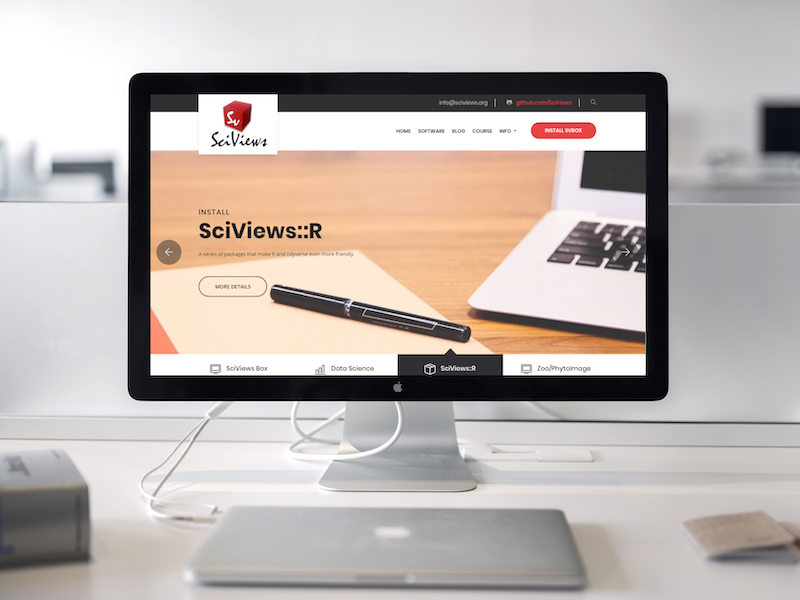 info@sciviews.org
github.com/SciViews
Sv
SciViews
HOME SOFTWARE BLOG COURSE INFO
INSTALL SVBOX
INSTALL
SciViews::R
A series of packages that make R and tidyverse even more friendly.
MORE DETAILS
SciViews Box
Data Science
SciViews::R
Zoo/PhytoImage